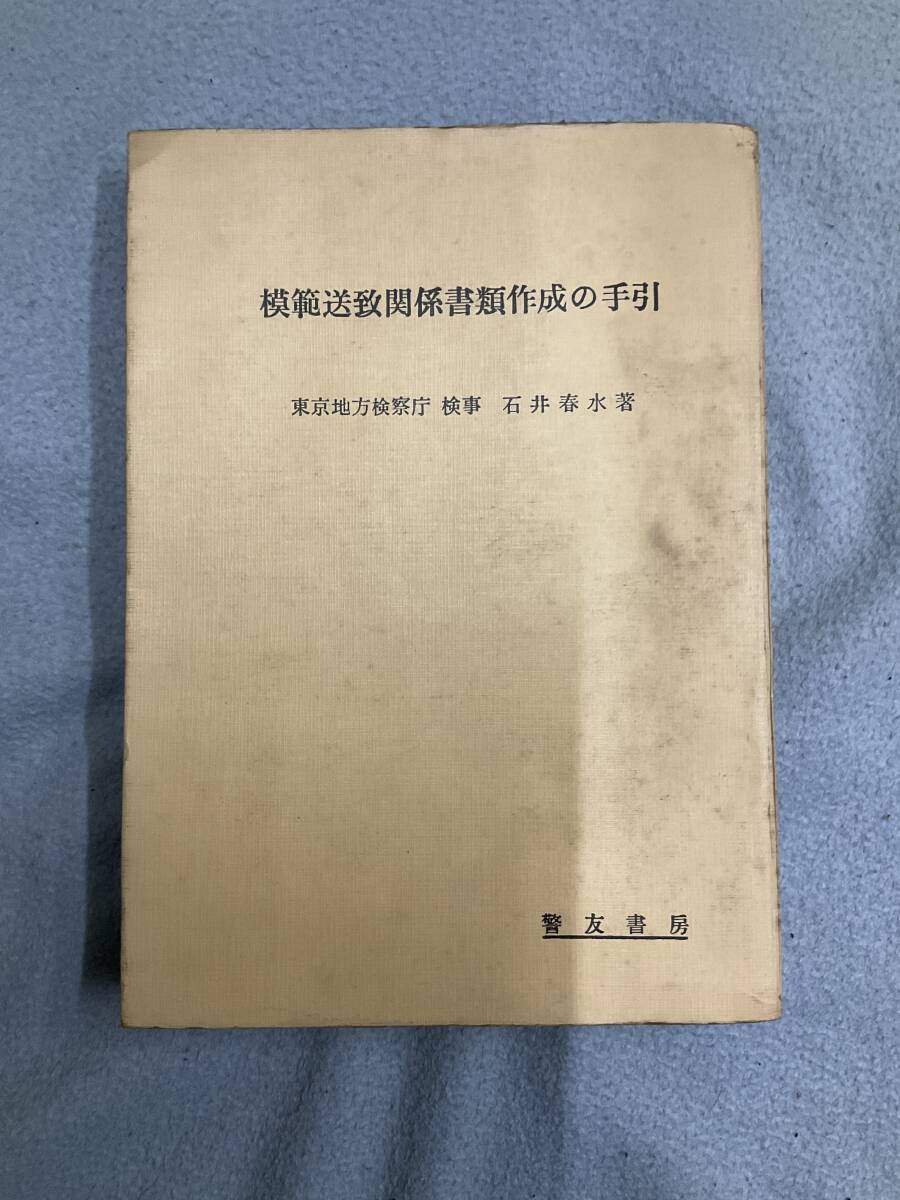 模範送致関係書類作成の手引
東京地方検察庁 検事 石井春水著
警友書房